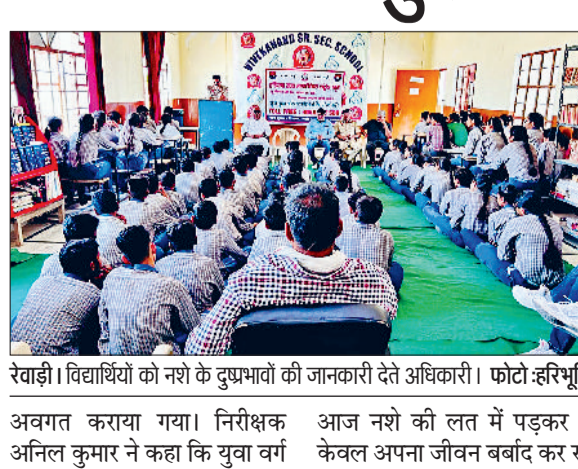 VIVEKANAND SR. SEC. SCHOOL
रेवाड़ी। विद्यार्थियों को नशे के दुष्प्रभावों की जानकारी देते अधिकारी। फोटो:हरिभूमि
अवगत कराया गया। निरीक्षक
अनिल कुमार ने कहा कि युवा वर्ग
आज नशे की लत में पड़कर
केवल अपना जीवन बर्बाद कर